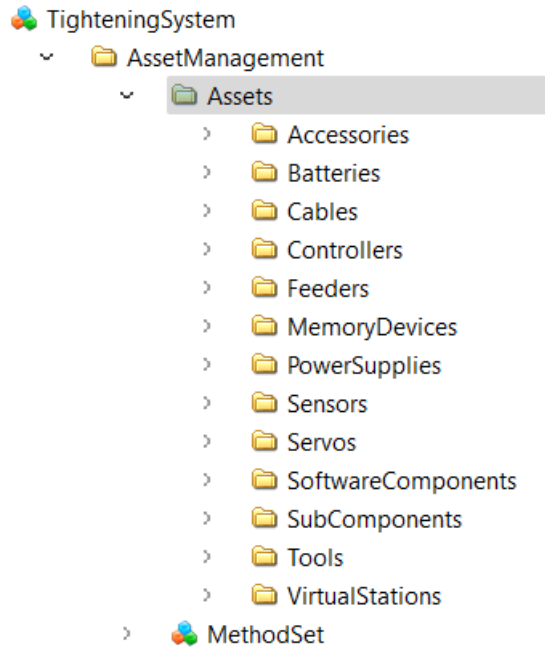 TighteningSystem
AssetManagement
Assets
Accessories
Batteries
Cables
Controllers
Feeders
MemoryDevices
PowerSupplies
Sensors
Servos
SoftwareComponents
SubComponents
Tools
VirtualStations
MethodSet